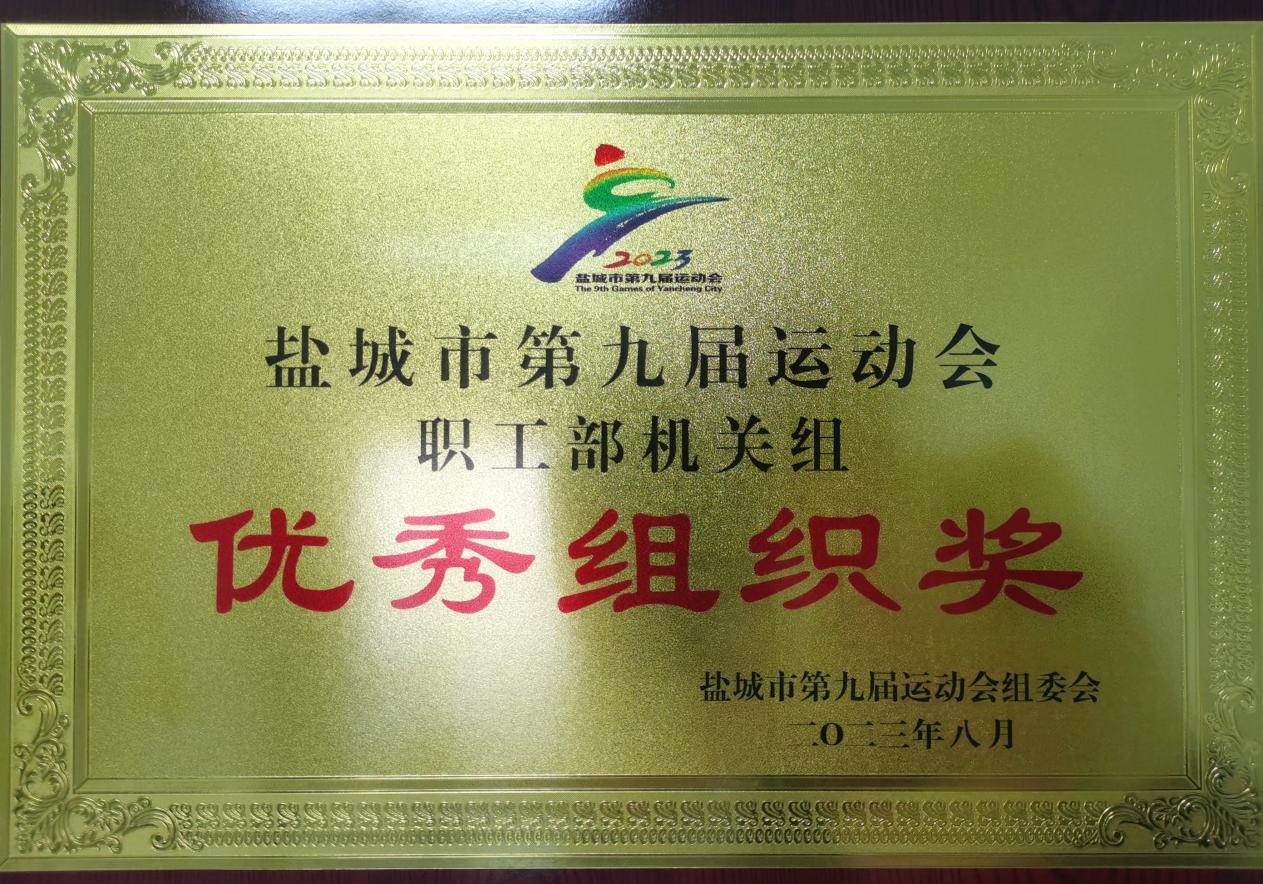 2023
盐城市第九届运动会
The 9th Games of Yancheng City
盐城市第九届运动会
职工部机关组
优秀组织奖
盐城市第九届运动会组委会
二O二三年八月